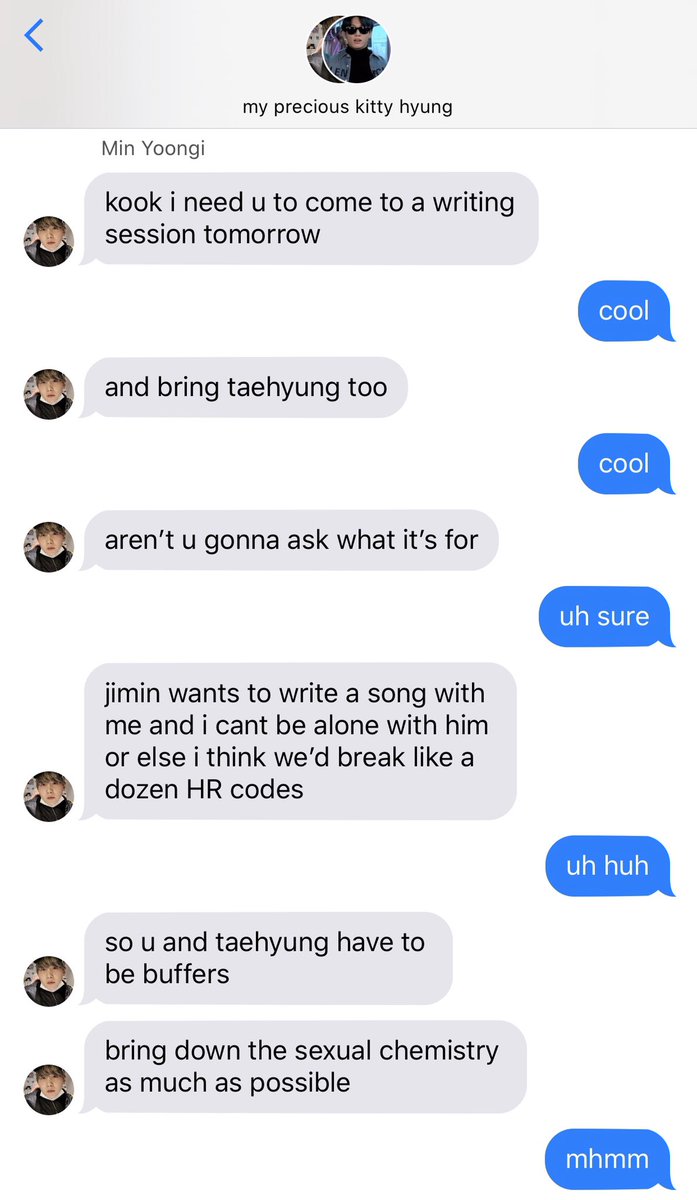 my precious kitty hyung
Min Yoongi
kook i need u to come to a writing
session tomorrow
cool
and bring taehyung too
cool
aren’t u gonna ask what it’s for
uh sure
jimin wants to write a song with
me and i cant be alone with him
or else i think we’d break like a
dozen HR codes
uh huh
so u and taehyung have to
be buffers
bring down the sexual chemistry
as much as possible
mhmm